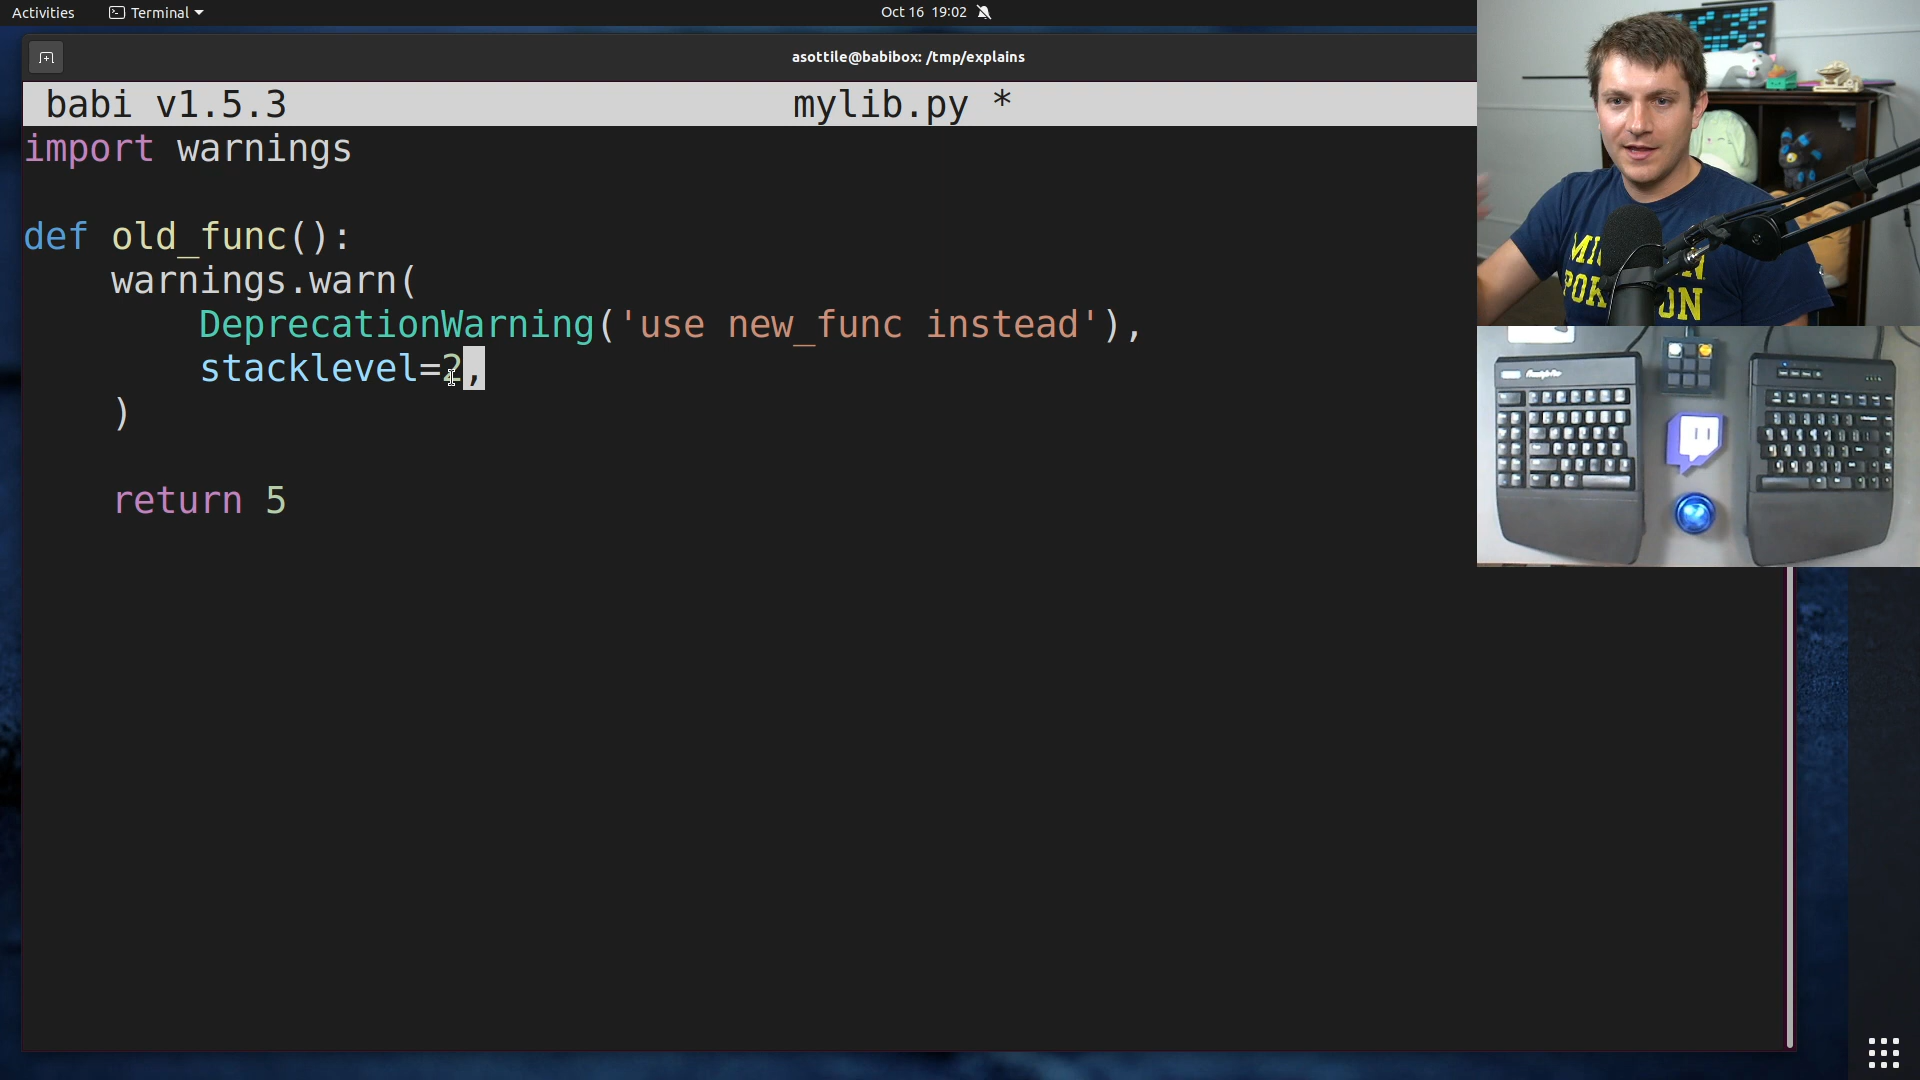 Activities Terminal Oct 16 19:02
asottile@babibox: /tmp/explains
babi v1.5.3 mylib.py *
import warnings
def old_func():
warnings.warn(
DeprecationWarning('use new_func instead'),
stacklevel=2,
)
return 5